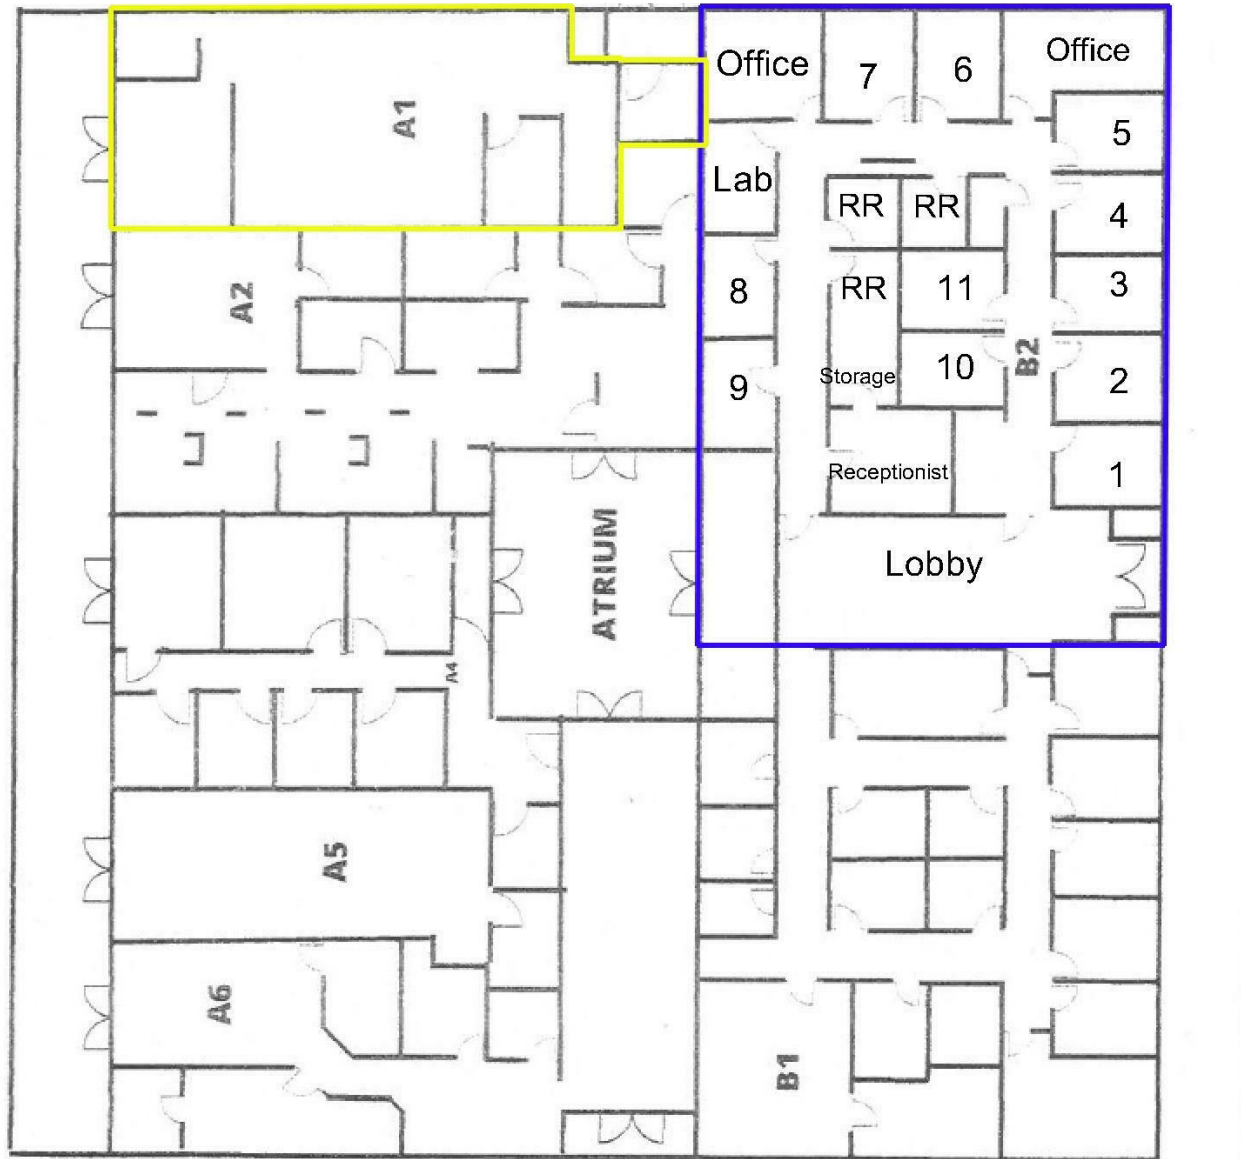 Office
7
6
Office
A1
5
Lab
RR
RR
4
8
RR
11
3
A2
B2
9
Storage
10
2
Receptionist
1
ATRIUM
Lobby
A4
A5
A6
B1